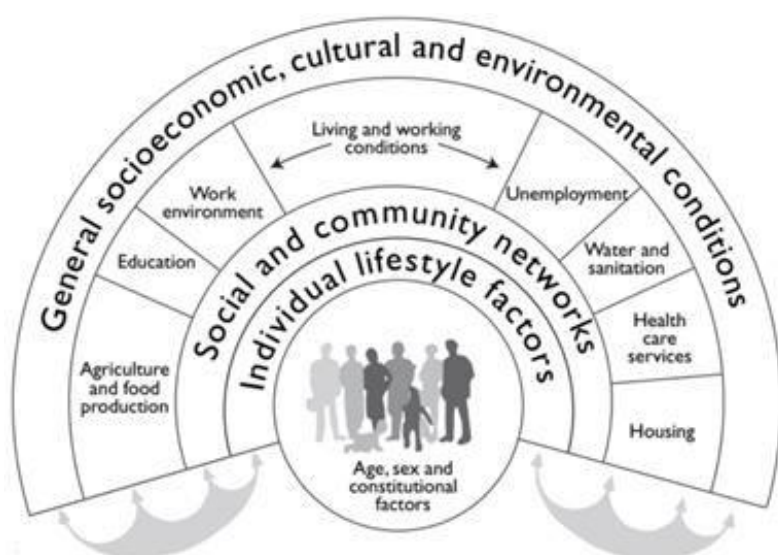 General socioeconomic, cultural and environmental conditions
Living and working
conditions
Work
environment
Unemployment
Education
Water and
sanitation
Agriculture
and food
production
Health
care
services
Housing
Social and community networks
Individual lifestyle factors
Age, sex and
constitutional
factors